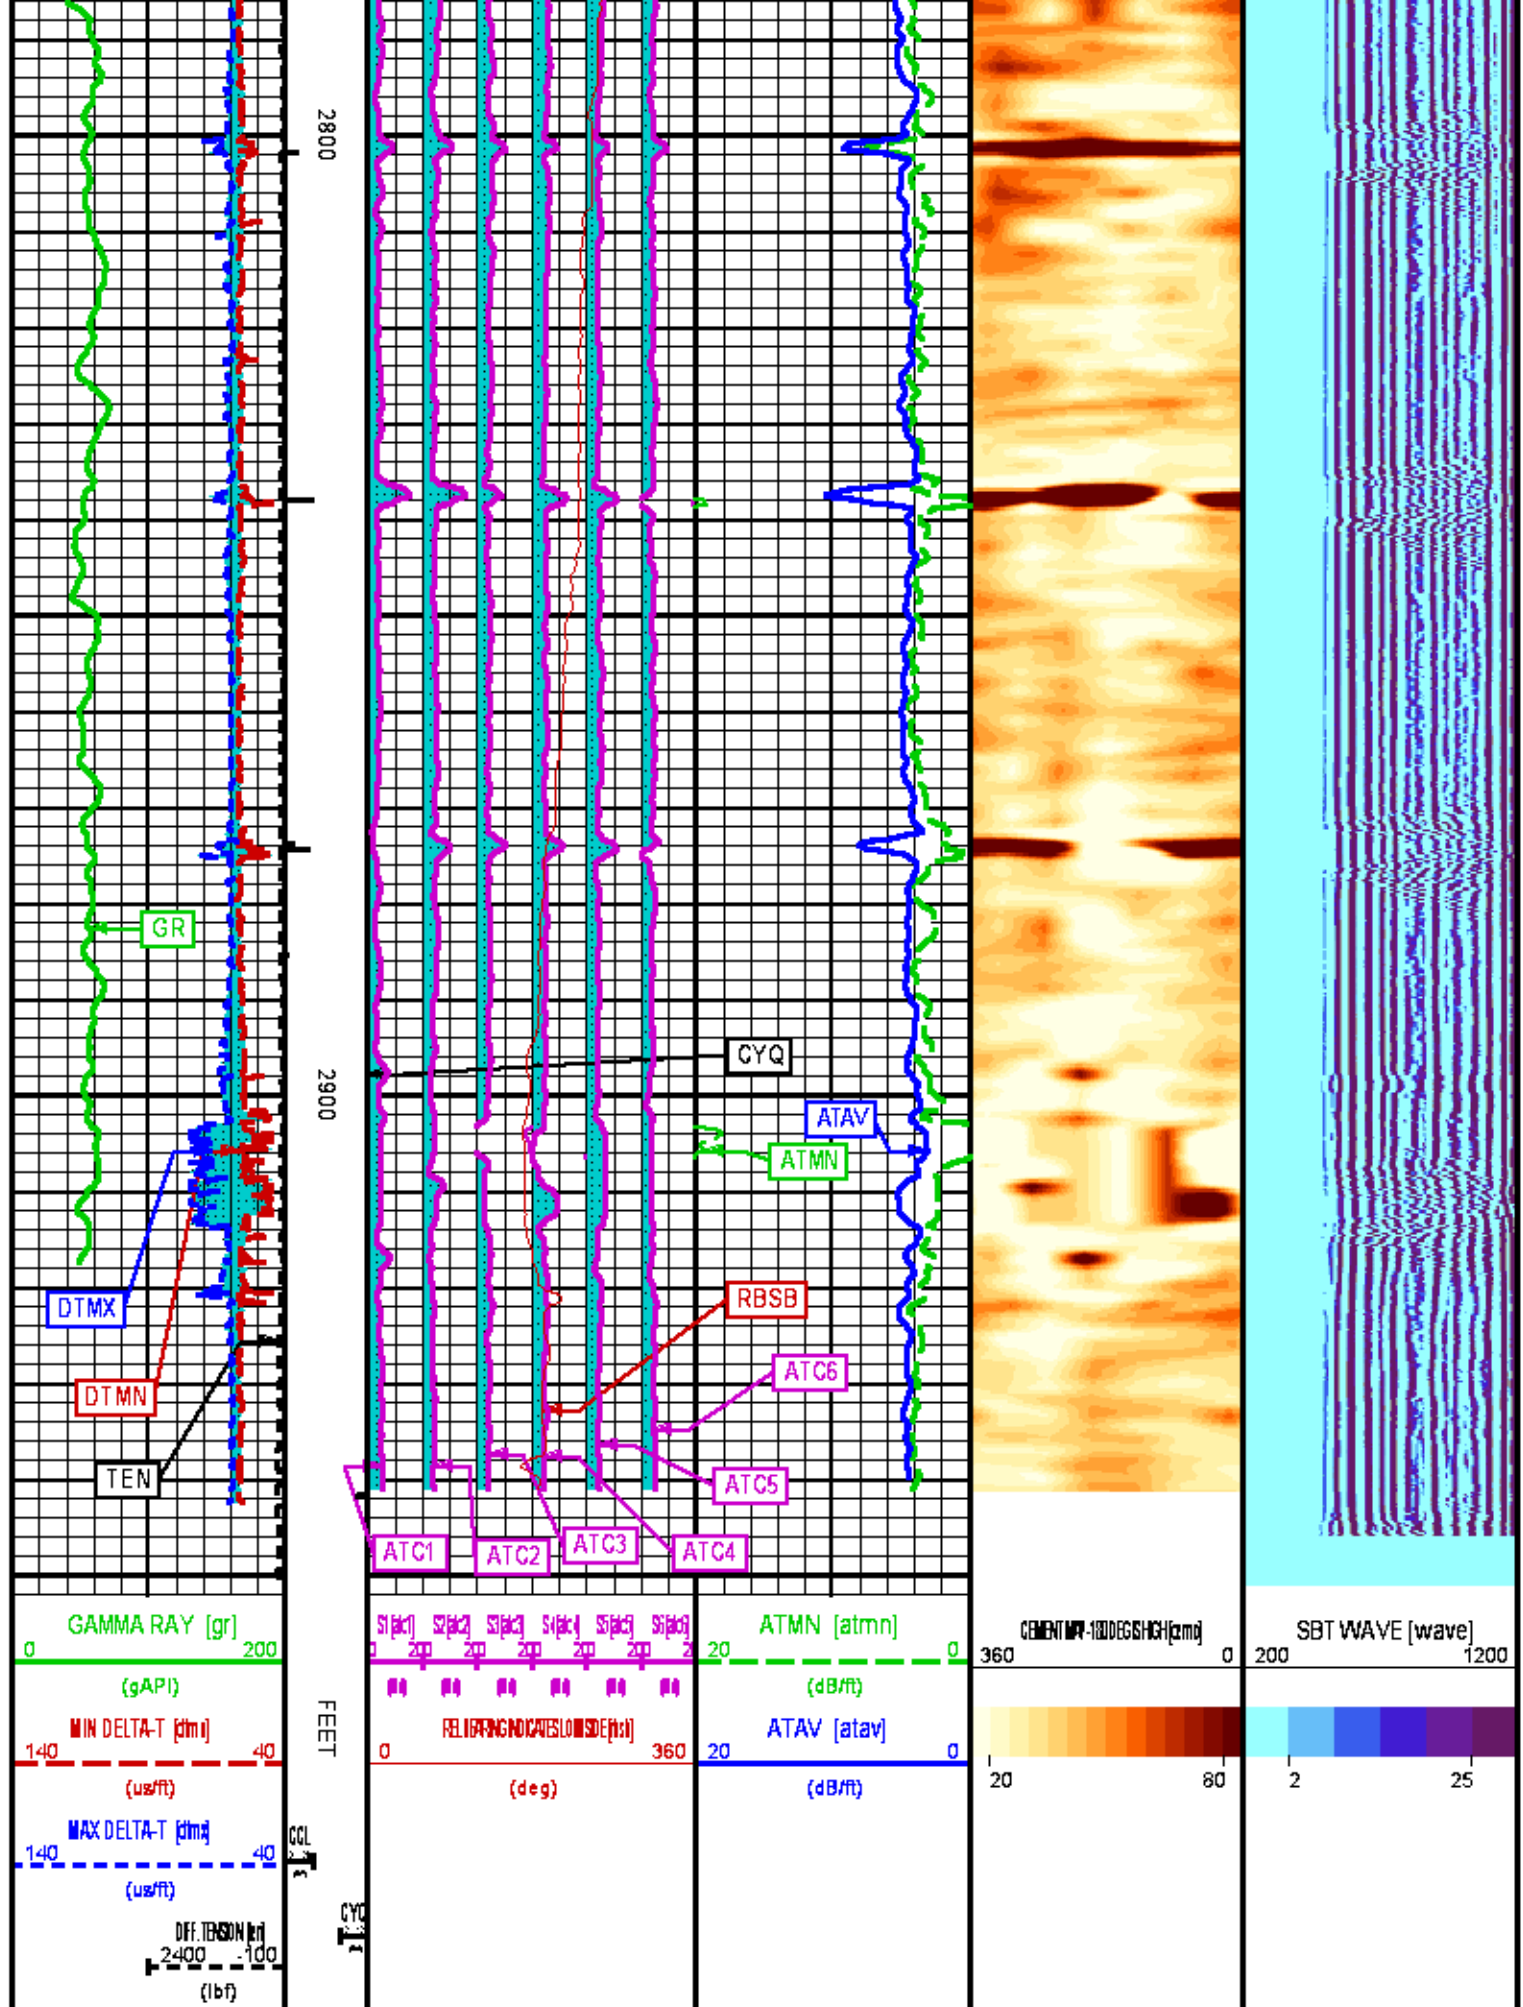 2800
GR
2900
CYQ
ATAV
ATMN
DTMX
RBSB
ATC6
DTMN
TEN
ATC5
ATC1
ATC2
ATC3
ATC4
GAMMA RAY [gr]
0 200
(gAPI)
MIN DELTA-T
140 40
(us/ft)
MAX DELTA-T
140 40
(us/ft)
DIFF. TENSION
2400 -100
(lbf)
FEET
CCL
CYQ
0 360
(deg)
ATMN [atmn]
20 0
(dB/ft)
ATAV [atav]
20 0
(dB/ft)
360 0
20 80
SBT WAVE [wave]
200 1200
2 25